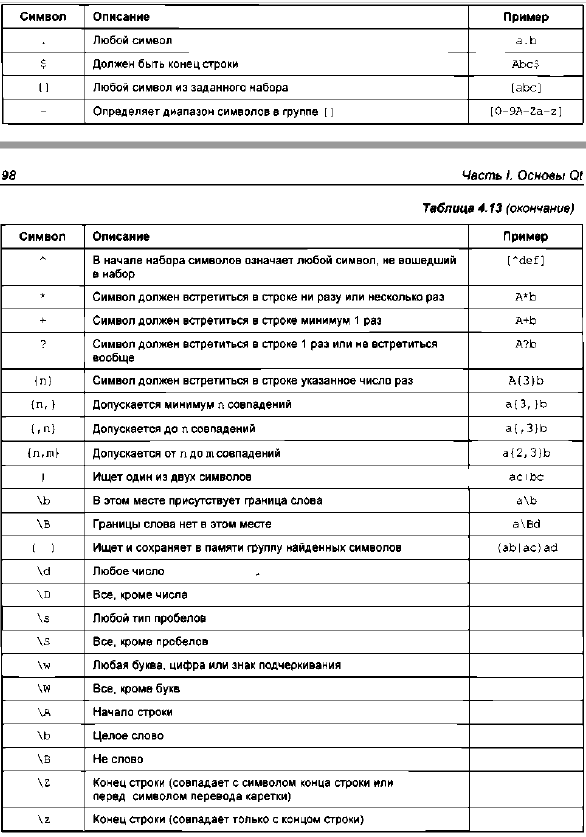 Символ Описание Пример
. Любой символ a.b
$ Должен быть конец строки Abc$
[] Любой символ из заданного набора [abc]
- Определяет диапазон символов в группе [] [0-9A-Za-z]
98 Часть I. Основы Qt
Таблица 4.13 (окончание)
Символ Описание Пример
^ В начале набора символов означает любой символ, не вошедший
в набор [^def]
* Символ должен встретиться в строке ни разу или несколько раз A*b
+ Символ должен встретиться в строке минимум 1 раз A+b
? Символ должен встретиться в строке 1 раз или не встретиться
вообще A?b
{n} Символ должен встретиться в строке указанное число раз A{3}b
{n,} Допускается минимум n совпадений a{3,}b
{,n} Допускается до n совпадений a{,3}b
{n,m} Допускается от n до m совпадений a{2,3}b
| Ищет один из двух символов ac|bc
\b В этом месте присутствует граница слова a\b
\B Границы слова нет в этом месте a\Bd
( ) Ищет и сохраняет в памяти группу найденных символов (ab|ac)ad
\d Любое число
\D Все, кроме числа
\s Любой тип пробелов
\S Все, кроме пробелов
\w Любая буква, цифра или знак подчеркивания
\W Все, кроме букв
\A Начало строки
\b Целое слово
\B Не слово
\Z Конец строки (совпадает с символом конца строки или
перед символом перевода каретки)
\z Конец строки (совпадает только с концом строки)